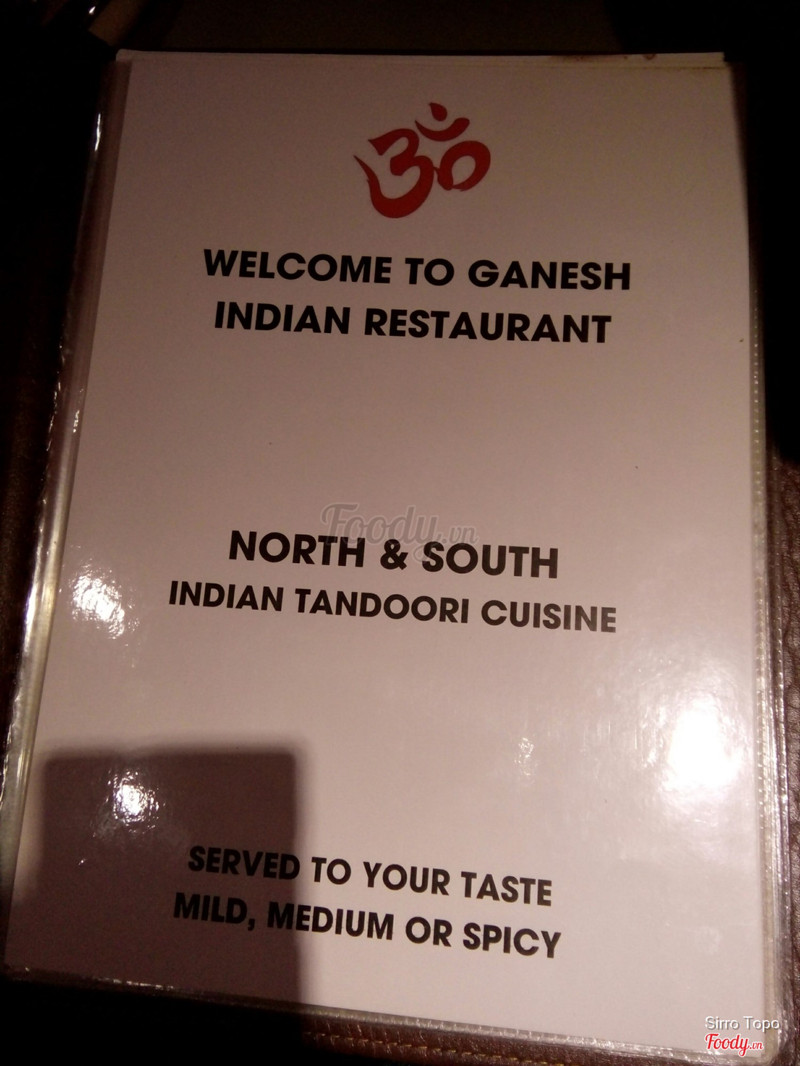 ॐ
WELCOME TO GANESH
INDIAN RESTAURANT
Foody.vn
NORTH & SOUTH
INDIAN TANDOORI CUISINE
SERVED TO YOUR TASTE
MILD, MEDIUM OR SPICY
Sirro Topo
Foody.vn